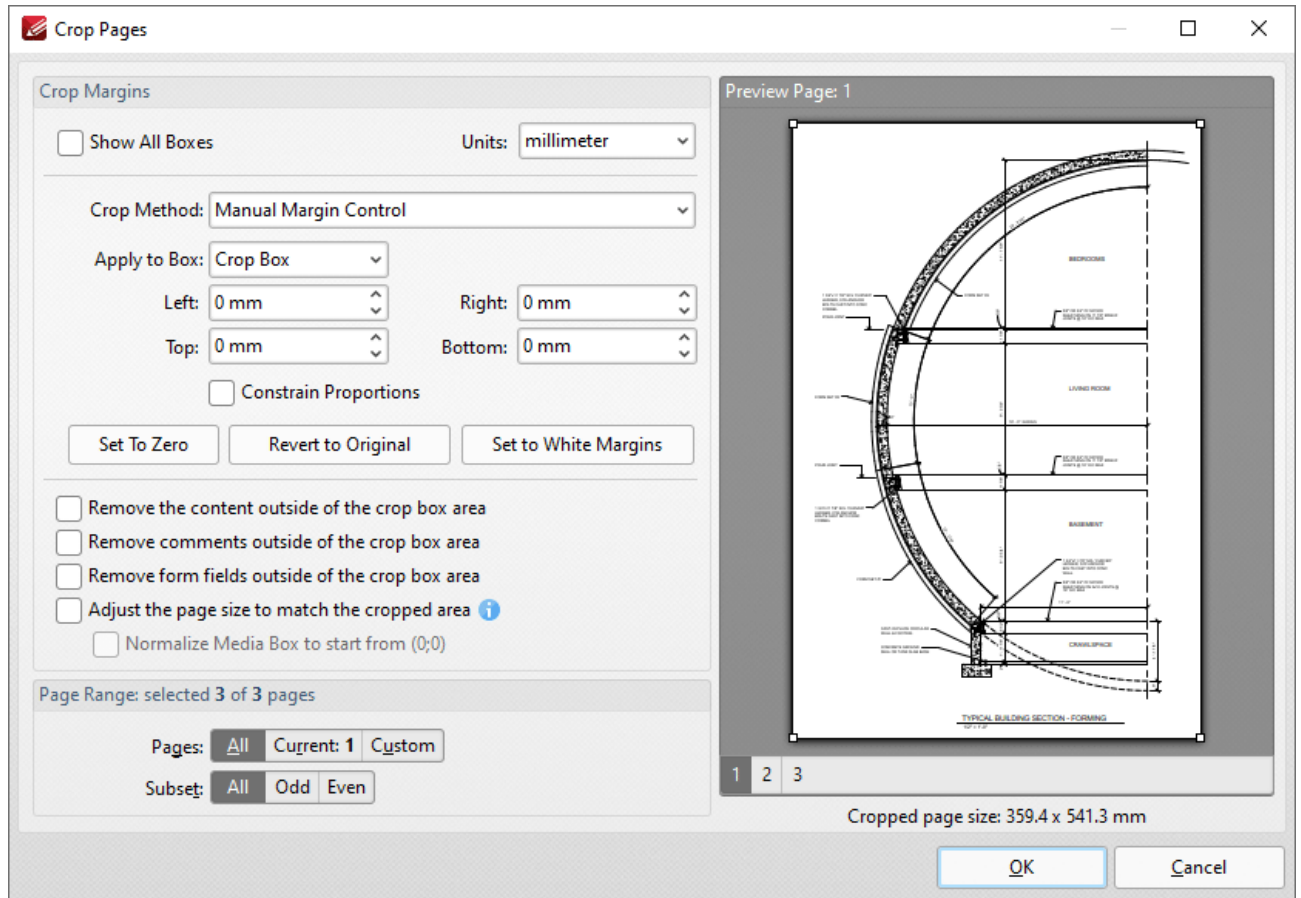 Crop Pages
Crop Margins
Show All Boxes
Units: millimeter
Crop Method: Manual Margin Control
Apply to Box: Crop Box
Left: 0 mm
Right: 0 mm
Top: 0 mm
Bottom: 0 mm
Constrain Proportions
Set To Zero
Revert to Original
Set to White Margins
Remove the content outside of the crop box area
Remove comments outside of the crop box area
Remove form fields outside of the crop box area
Adjust the page size to match the cropped area
Normalize Media Box to start from (0;0)
Page Range: selected 3 of 3 pages
Pages: All Current: 1 Custom
Subset: All Odd Even
Preview Page: 1
BEDROOMS
LIVING ROOM
BASEMENT
CRAWLSPACE
TYPICAL BUILDING SECTION - FORMING
1 2 3
Cropped page size: 359.4 x 541.3 mm
OK
Cancel